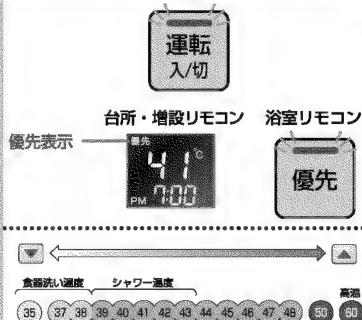 運転
入/切
台所・増設リモコン 浴室リモコン
優先表示
優先
41℃
PM 7:00
優先
▼ ▲
食器洗い温度 シャワー温度
高温
35 37 38 39 40 41 42 43 44 45 46 47 48 50 60